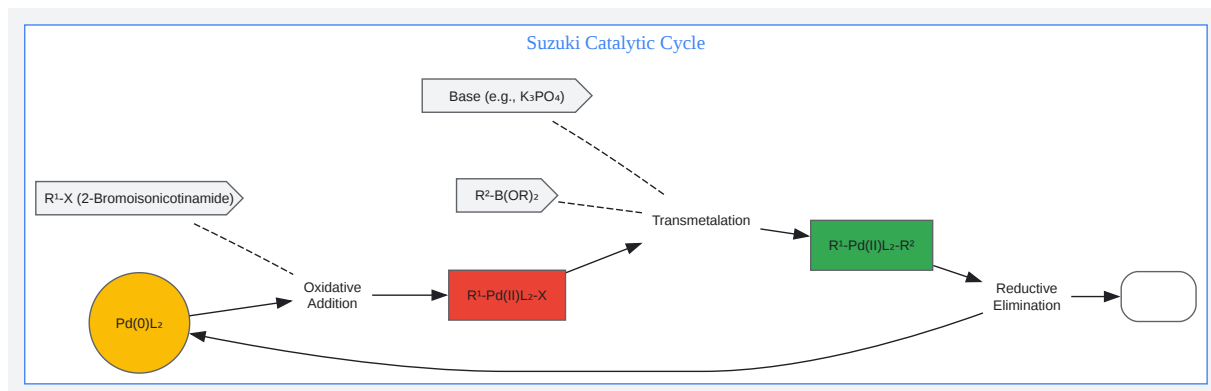 Suzuki Catalytic Cycle
Base (e.g., K₃PO₄)
R¹-X (2-Bromoisonicotinamide)
R²-B(OR)₂
Transmetalation
R¹-Pd(II)L₂-R²
Oxidative
Addition
R¹-Pd(II)L₂-X
Reductive
Elimination
Pd(0)L₂